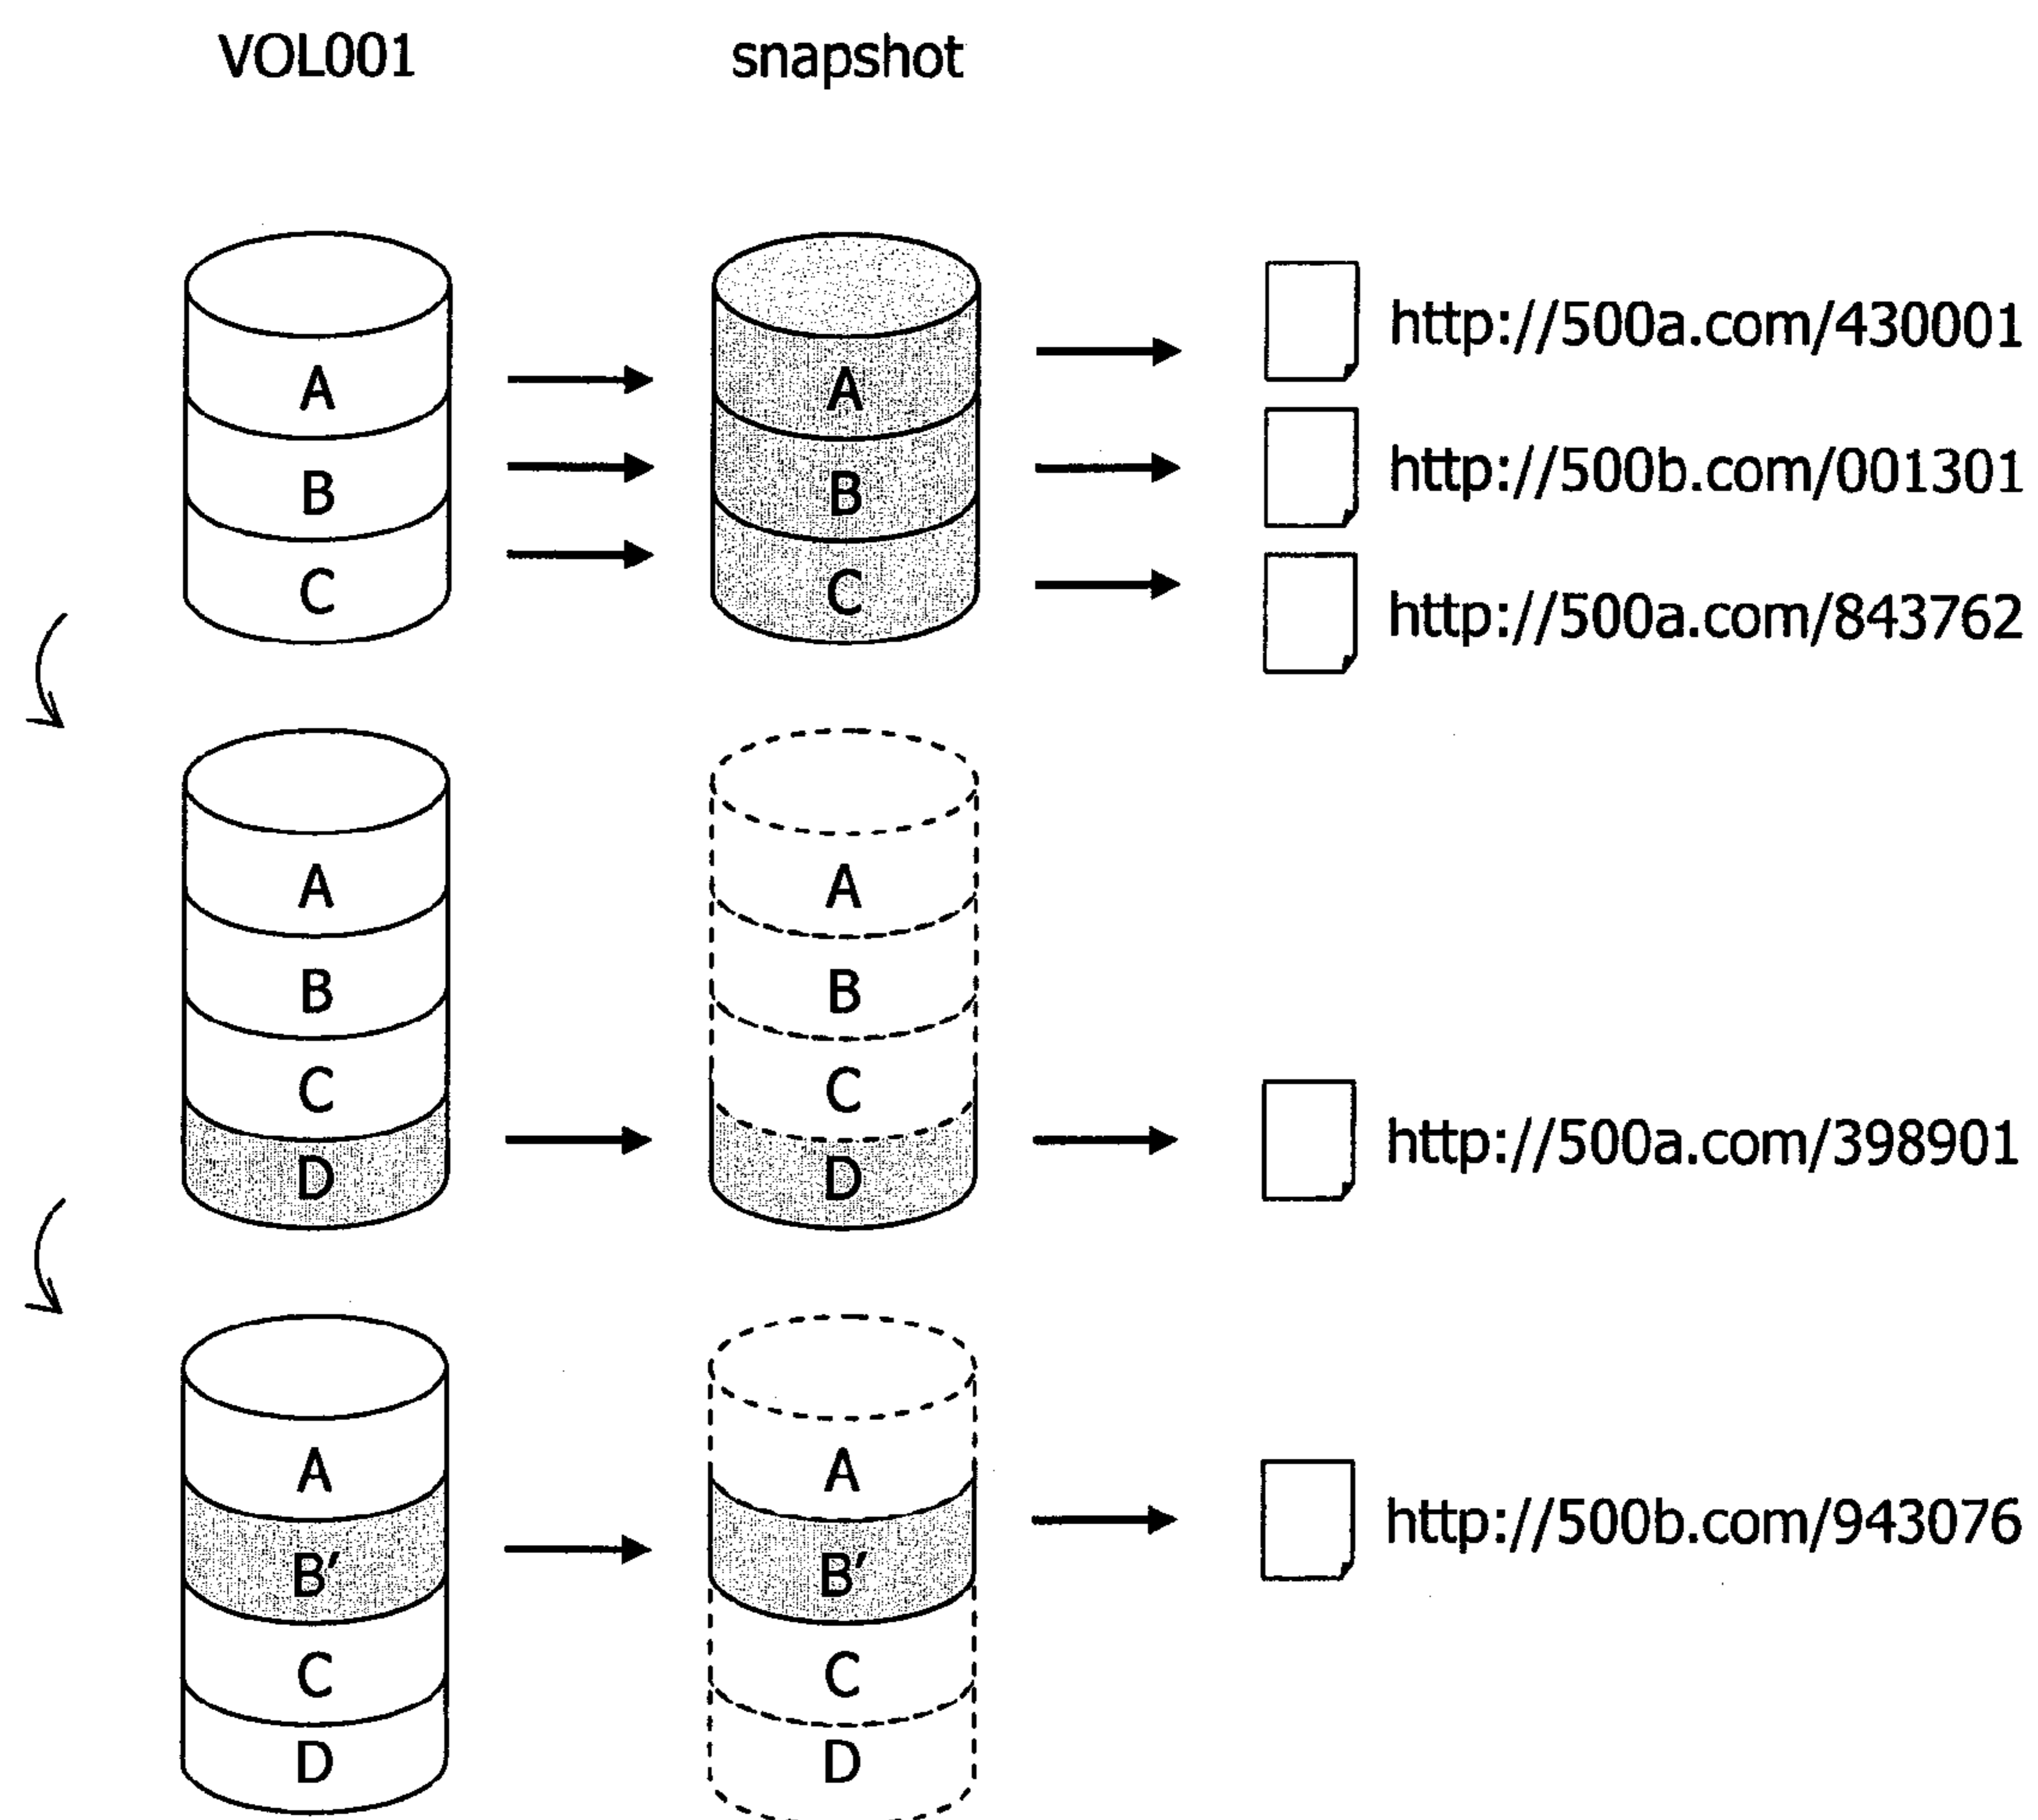 VOL001 snapshot
A A http://500a.com/430001
B B http://500b.com/001301
C C http://500a.com/843762
A A
B B
C C
D D http://500a.com/398901
A A
B' B' http://500b.com/943076
C C
D D